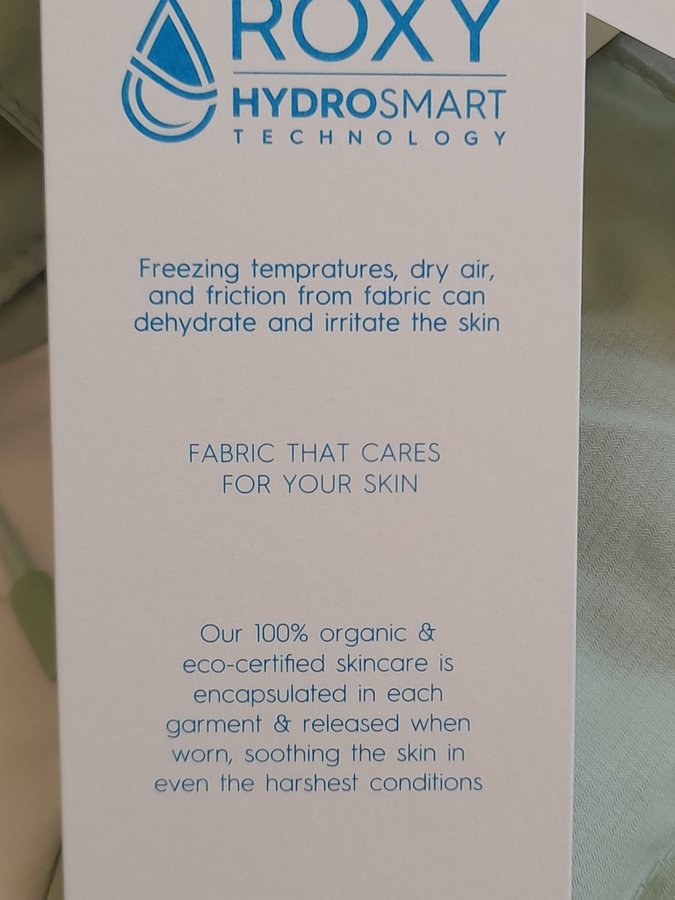 ROXY
HYDROSMART
TECHNOLOGY
Freezing tempratures, dry air,
and friction from fabric can
dehydrate and irritate the skin
FABRIC THAT CARES
FOR YOUR SKIN
Our 100% organic &
eco-certified skincare is
encapsulated in each
garment & released when
worn, soothing the skin in
even the harshest conditions